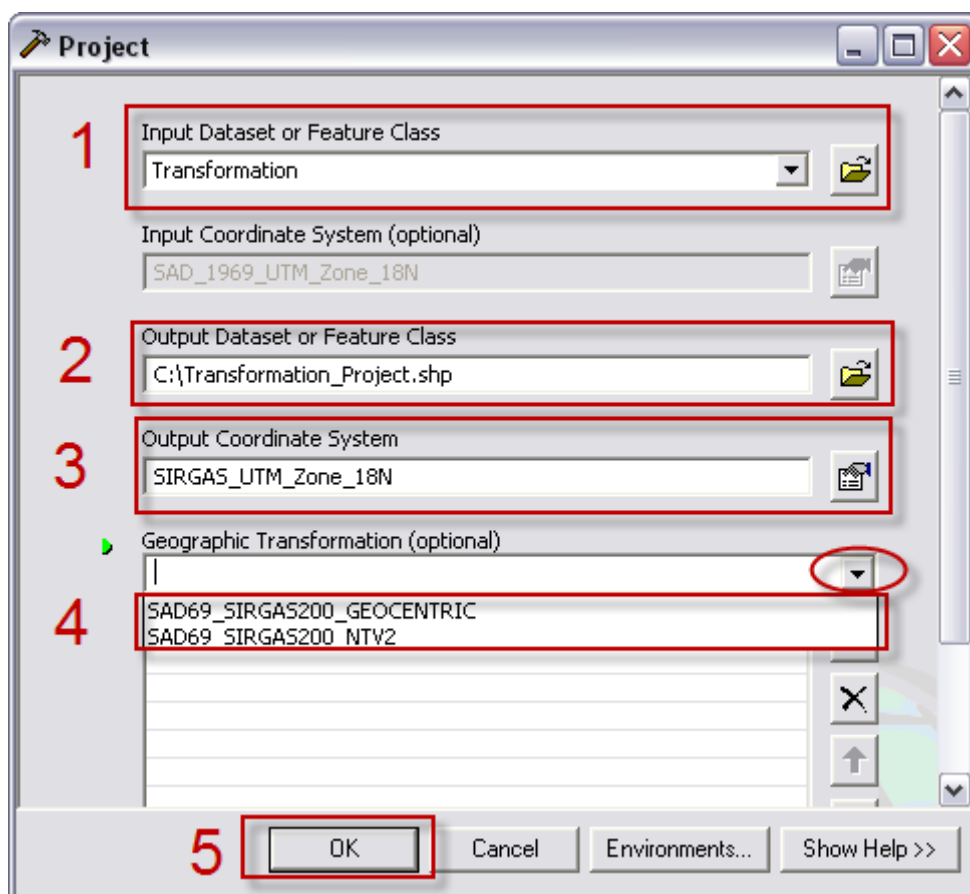 Project
1
Input Dataset or Feature Class
Transformation
Input Coordinate System (optional)
SAD_1969_UTM_Zone_18N
2
Output Dataset or Feature Class
C:\Transformation_Project.shp
3
Output Coordinate System
SIRGAS_UTM_Zone_18N
Geographic Transformation (optional)
4
SAD69_SIRGAS200_GEOCENTRIC
SAD69_SIRGAS200_NTV2
5
OK
Cancel
Environments...
Show Help >>